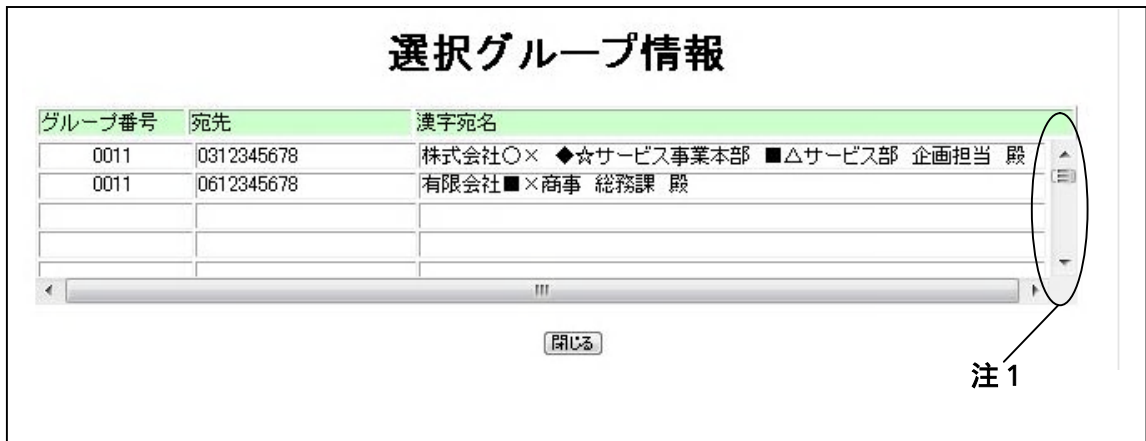 選択グループ情報
グループ番号 宛先 漢字宛名
0011 0312345678 株式会社○× ◆☆サービス事業本部 ■△サービス部 企画担当 殿
0011 0612345678 有限会社■×商事 総務課 殿
閉じる
注1